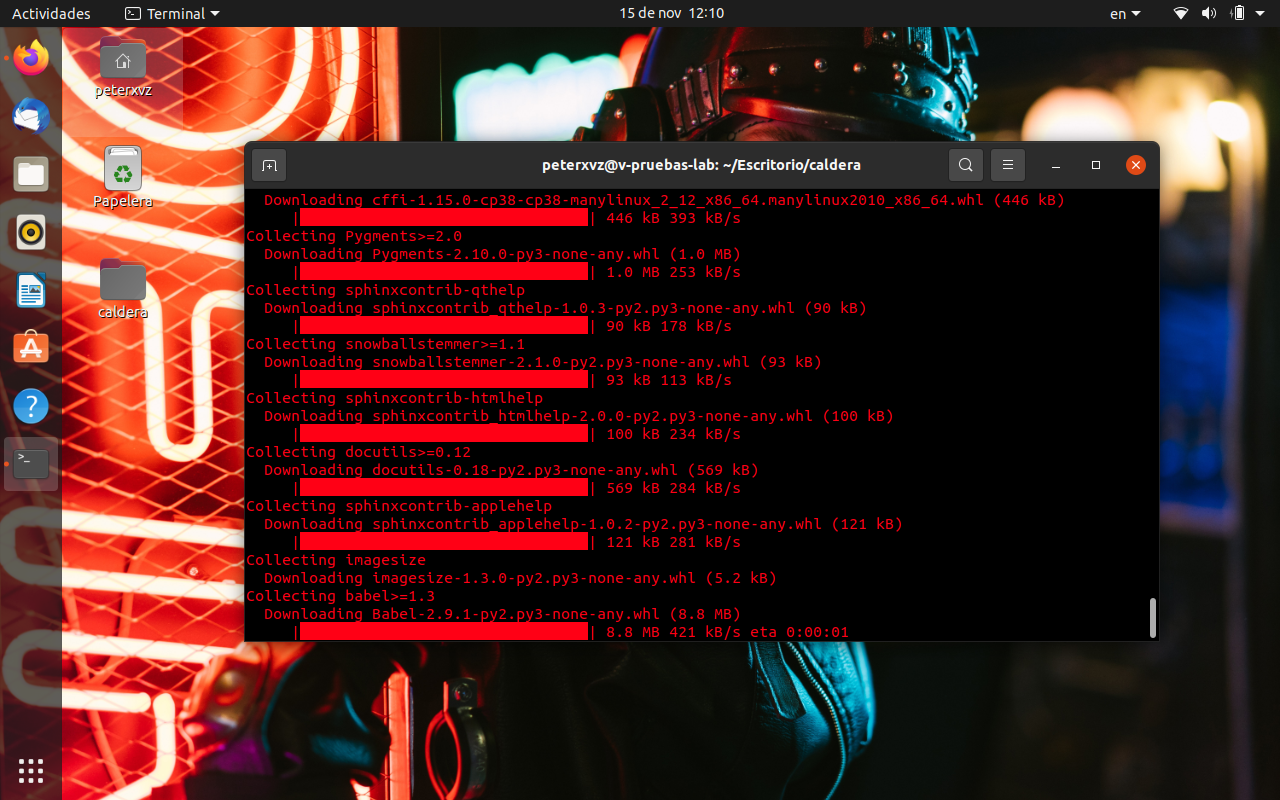 Actividades
Terminal
15 de nov 12:10
en
peterxvz
Papelera
caldera
peterxvz@v-pruebas-lab: ~/Escritorio/caldera
Downloading cffi-1.15.0-cp38-cp38-manylinux_2_12_x86_64.manylinux2010_x86_64.whl (446 kB)
| | 446 kB 393 kB/s
Collecting Pygments>=2.0
Downloading Pygments-2.10.0-py3-none-any.whl (1.0 MB)
| | 1.0 MB 253 kB/s
Collecting sphinxcontrib-qthelp
Downloading sphinxcontrib_qthelp-1.0.3-py2.py3-none-any.whl (90 kB)
| | 90 kB 178 kB/s
Collecting snowballstemmer>=1.1
Downloading snowballstemmer-2.1.0-py2.py3-none-any.whl (93 kB)
| | 93 kB 113 kB/s
Collecting sphinxcontrib-htmlhelp
Downloading sphinxcontrib_htmlhelp-2.0.0-py2.py3-none-any.whl (100 kB)
| | 100 kB 234 kB/s
Collecting docutils>=0.12
Downloading docutils-0.18-py2.py3-none-any.whl (569 kB)
| | 569 kB 284 kB/s
Collecting sphinxcontrib-applehelp
Downloading sphinxcontrib_applehelp-1.0.2-py2.py3-none-any.whl (121 kB)
| | 121 kB 281 kB/s
Collecting imagesize
Downloading imagesize-1.3.0-py2.py3-none-any.whl (5.2 kB)
Collecting babel>=1.3
Downloading Babel-2.9.1-py2.py3-none-any.whl (8.8 MB)
| | 8.8 MB 421 kB/s eta 0:00:01